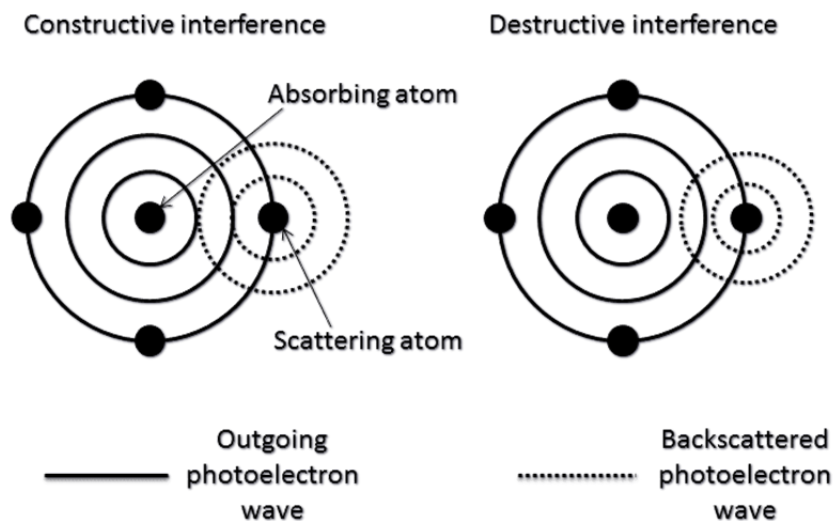 Constructive interference
Destructive interference
Absorbing atom
Scattering atom
Outgoing
photoelectron
wave
Backscattered
photoelectron
wave